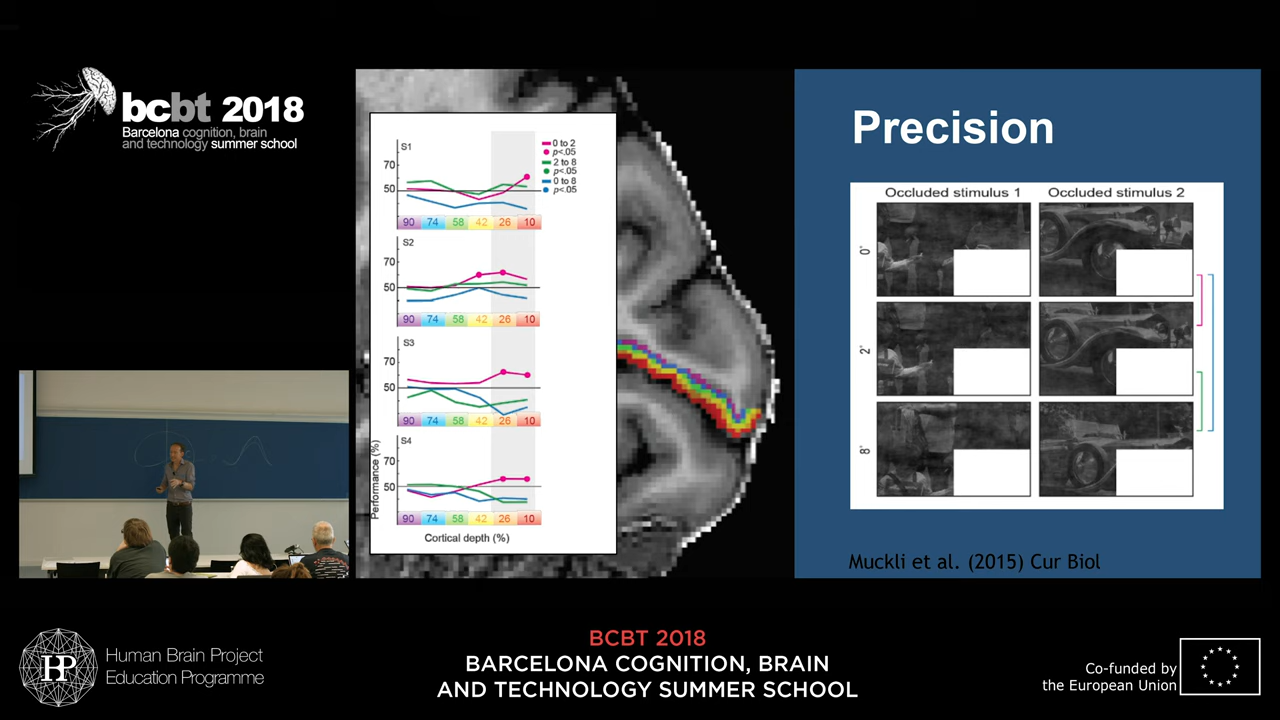 bcbt 2018
Barcelona cognition, brain
and technology summer school
S1
70
50
90 74 58 42 26 10
0 to 2
p<.05
2 to 8
p<.05
0 to 8
p<.05
S2
70
50
90 74 58 42 26 10
S3
70
50
90 74 58 42 26 10
S4
70
50
90 74 58 42 26 10
Performance (%)
Cortical depth (%)
Precision
Occluded stimulus 1 Occluded stimulus 2
0°
2°
8°
Muckli et al. (2015) Cur Biol
HP
Human Brain Project
Education Programme
BCBT 2018
BARCELONA COGNITION, BRAIN
AND TECHNOLOGY SUMMER SCHOOL
Co-funded by
the European Union